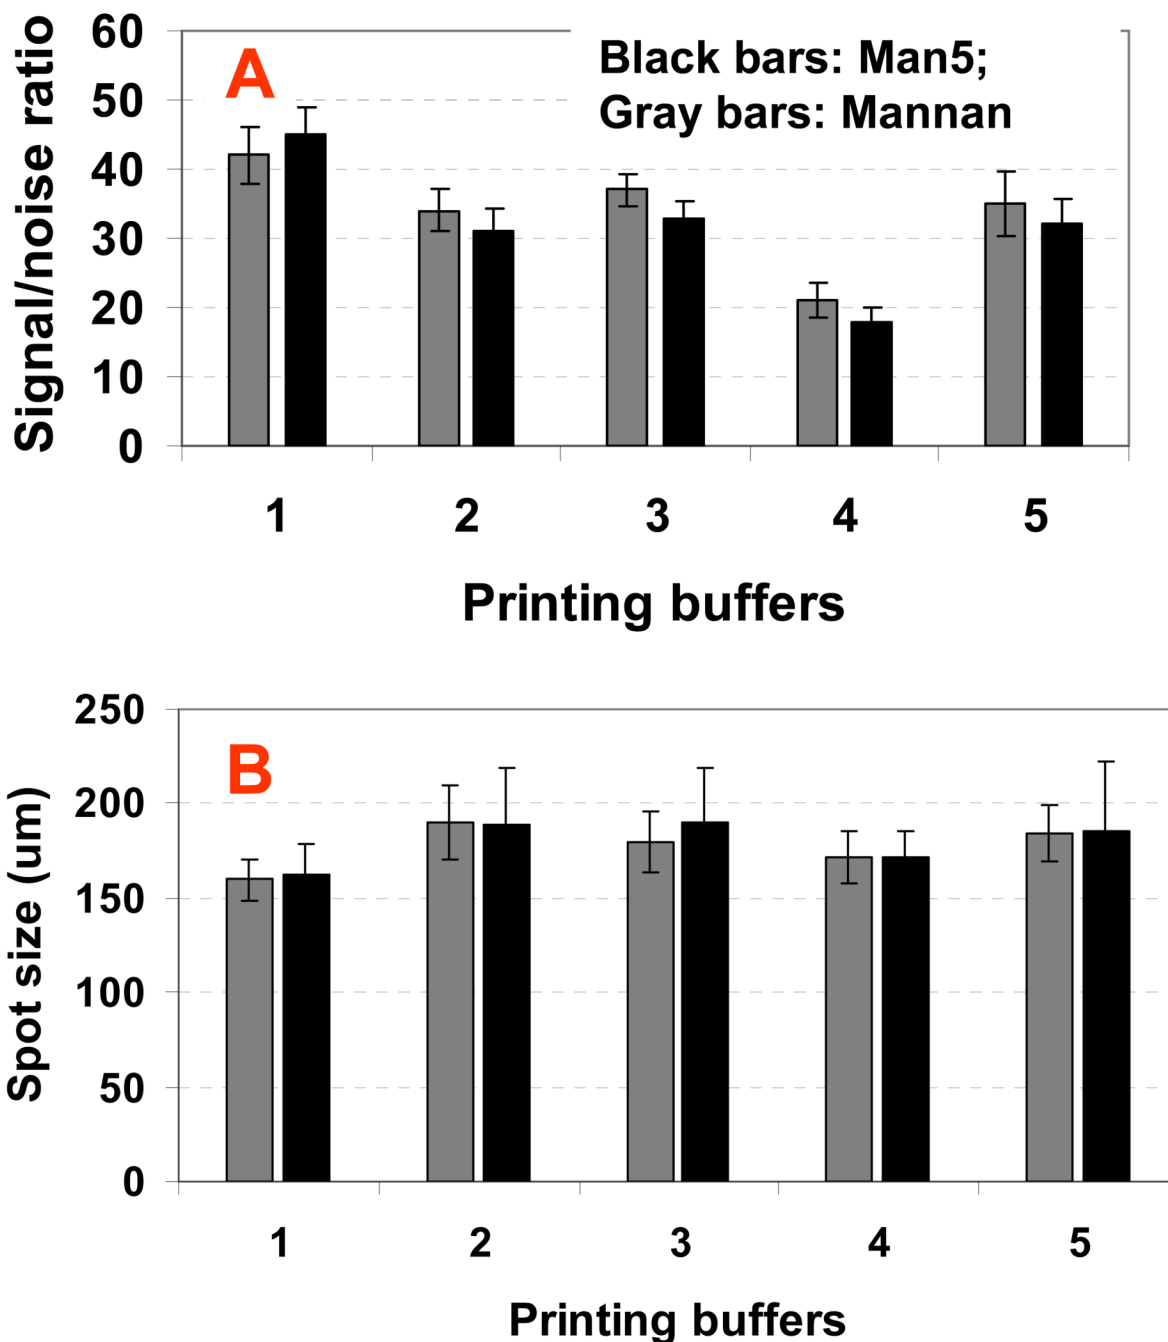 Signal/noise ratio
60
50
40
30
20
10
0
A
Black bars: Man5;
Gray bars: Mannan
1 2 3 4 5
Printing buffers
Spot size (um)
250
200
150
100
50
0
B
1 2 3 4 5
Printing buffers